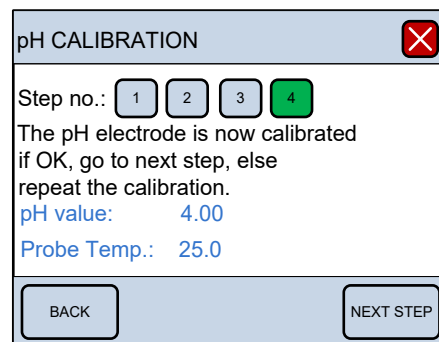 pH CALIBRATION
Step no.: 1 2 3 4
The pH electrode is now calibrated
if OK, go to next step, else
repeat the calibration.
pH value: 4.00
Probe Temp.: 25.0
BACK NEXT STEP